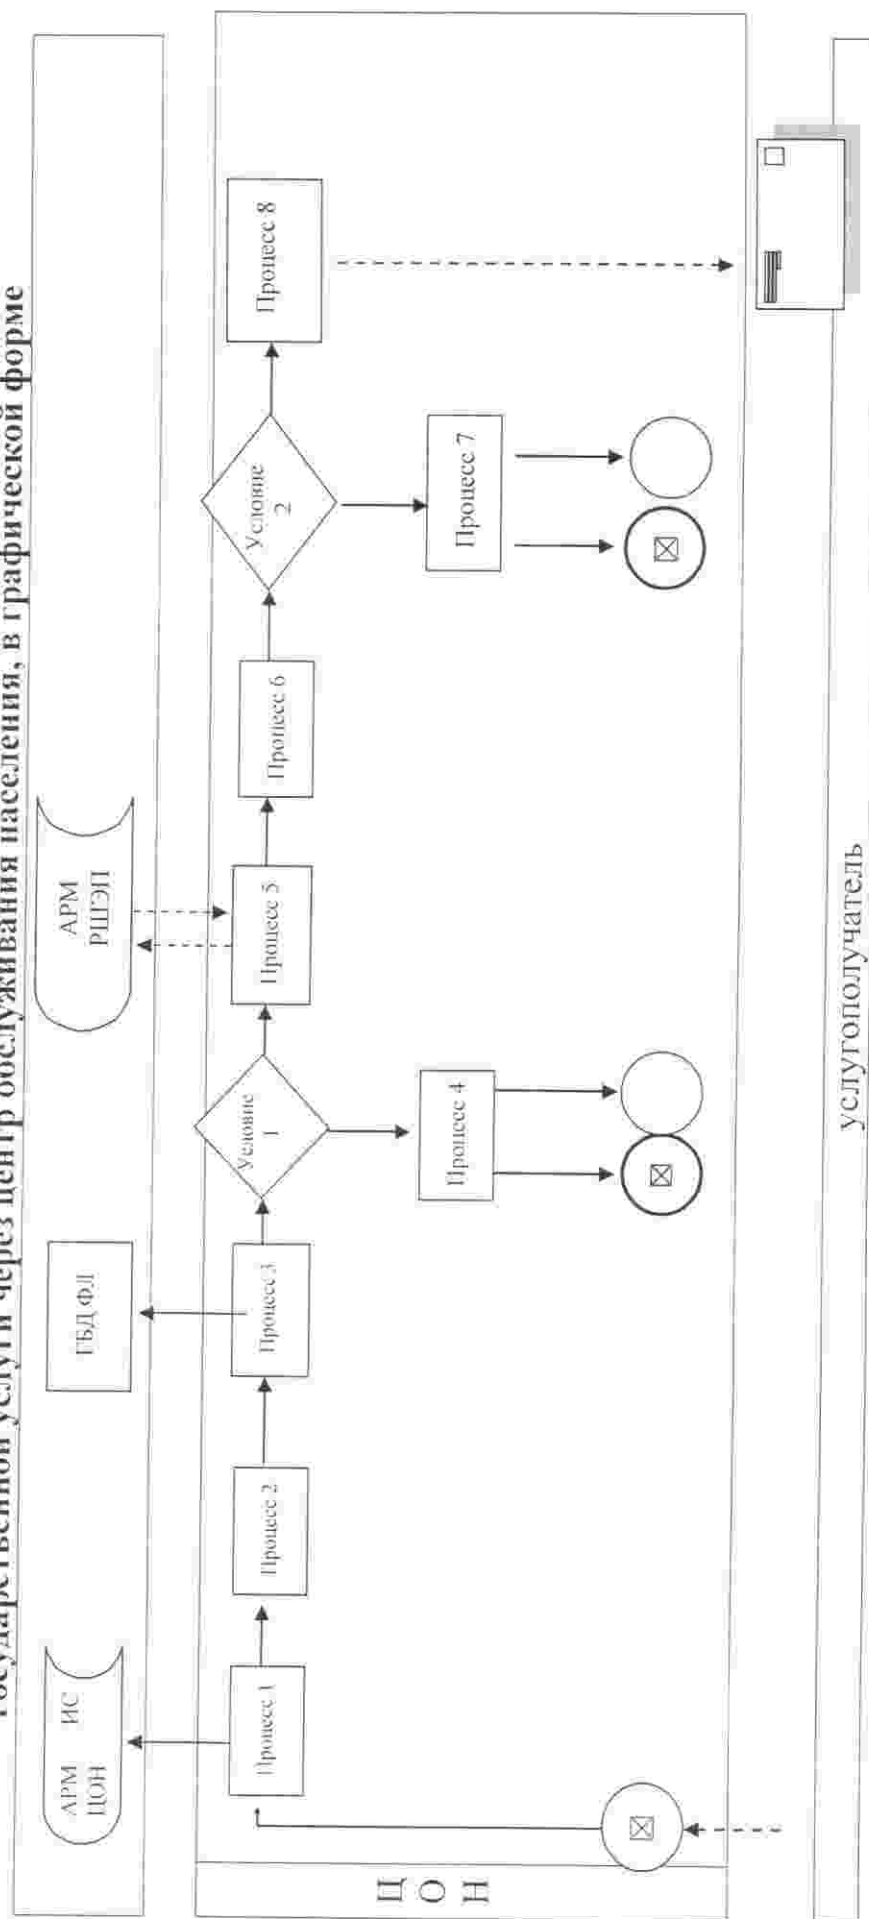 государственной услуги через центр обслуживания населения, в графической форме
АРМ ИС
ЦОН
ГБД ФЛ
АРМ
РШЭП
ЦОН
Процесс 1
Процесс 2
Процесс 3
Условие
1
Процесс 4
Процесс 5
Процесс 6
Условие
2
Процесс 7
Процесс 8
услугополучатель